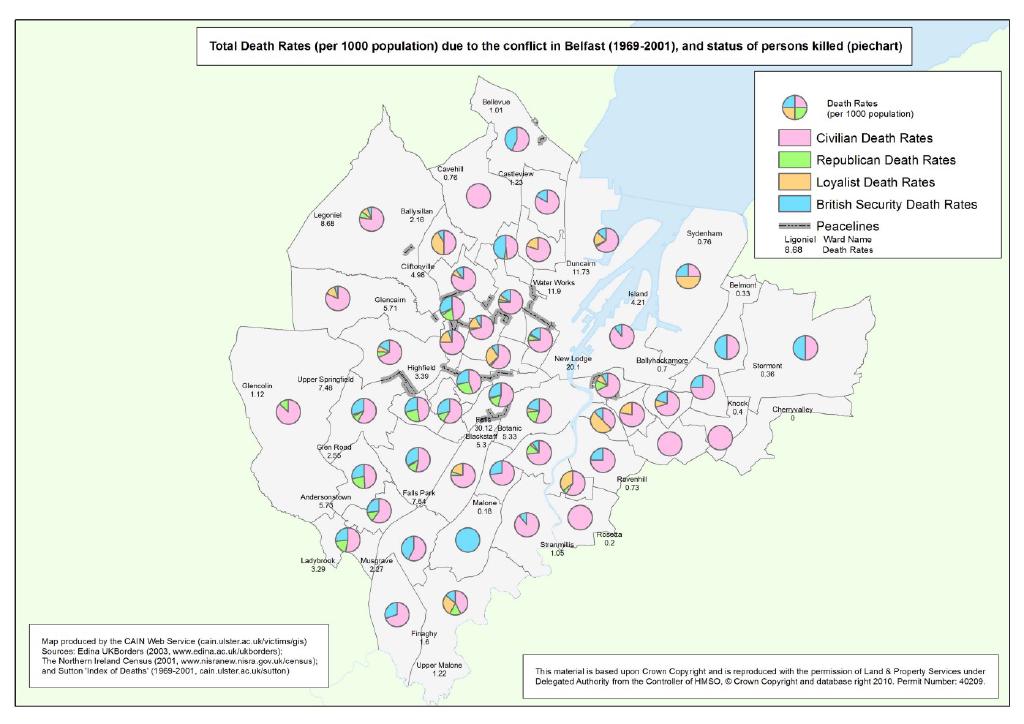 Total Death Rates (per 1000 population) due to the conflict in Belfast (1969-2001), and status of persons killed (piechart)
Death Rates
(per 1000 population)
Civilian Death Rates
Republican Death Rates
Loyalist Death Rates
British Security Death Rates
Peacelines
Ligoniel Ward Name
8.68 Death Rates
Bellevue
1.01
Cavehill
0.76
Castleview
1.23
Legoniel
8.68
Ballysillan
2.16
Sydenham
0.76
Duncairn
11.73
Cliftonville
4.98
Water Works
11.9
Belmont
0.33
Island
4.21
Glencairn
5.71
New Lodge
20.1
Ballyhackamore
0.7
Stormont
0.36
Highfield
3.39
Upper Springfield
7.46
Glencolin
1.12
Knock
0.4
Cherryvalley
0
Falls
30.12
Botanic
5.33
Blackstaff
5.3
Glen Road
2.55
Ravenhill
0.73
Andersonstown
5.73
Falls Park
7.64
Malone
0.18
Rosetta
0.2
Stranmillis
1.05
Ladybrook
3.29
Musgrave
2.27
Finaghy
1.6
Upper Malone
1.22
Map produced by the CAIN Web Service (cain.ulster.ac.uk/victims/gis)
Sources: Edina UKBorders (2003, www.edina.ac.uk/ukborders);
The Northern Ireland Census (2001, www.nisranew.nisra.gov.uk/census);
and Sutton 'Index of Deaths' (1969-2001, cain.ulster.ac.uk/sutton)
This material is based upon Crown Copyright and is reproduced with the permission of Land & Property Services under
Delegated Authority from the Controller of HMSO, © Crown Copyright and database right 2010. Permit Number: 40209.